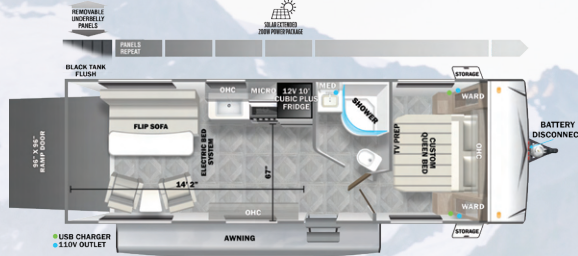 REMOVABLE
UNDERBELLY
PANELS
SOLAR EXTENDED
200W POWER PACKAGE
PANELS
REPEAT
BLACK TANK
FLUSH
STORAGE
OHC
MICRO
12V 10'
CUBIC PLUS
FRIDGE
MED
SHOWER
WARD
FLIP SOFA
ELECTRIC BED
SYSTEM
67"
TV PREP
CUSTOM
QUEEN BED
OHC
BATTERY
DISCONNEC
96" X 96"
RAMP DOOR
14' 2"
OHC
WARD
STORAGE
USB CHARGER
110V OUTLET
AWNING